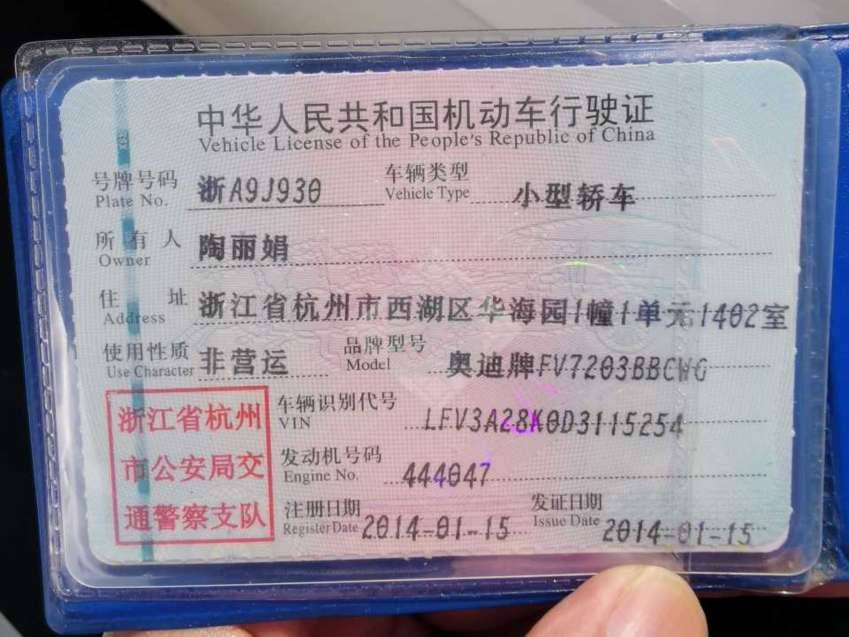 中华人民共和国机动车行驶证
Vehicle License of the People's Republic of China
号牌号码 浙A9J930 车辆类型 小型轿车
Plate No. Vehicle Type
所有人 陶丽娟
Owner
住址 浙江省杭州市西湖区华海园1幢1单元1402室
Address
使用性质 非营运 品牌型号 奥迪牌FV7203BBCWG
Use Character Model
浙江省杭州
市公安局交
通警察支队
车辆识别代号 LFV3A28K0D3115254
VIN
发动机号码 444047
Engine No.
注册日期 2014-01-15 发证日期 2014-01-15
Register Date Issue Date